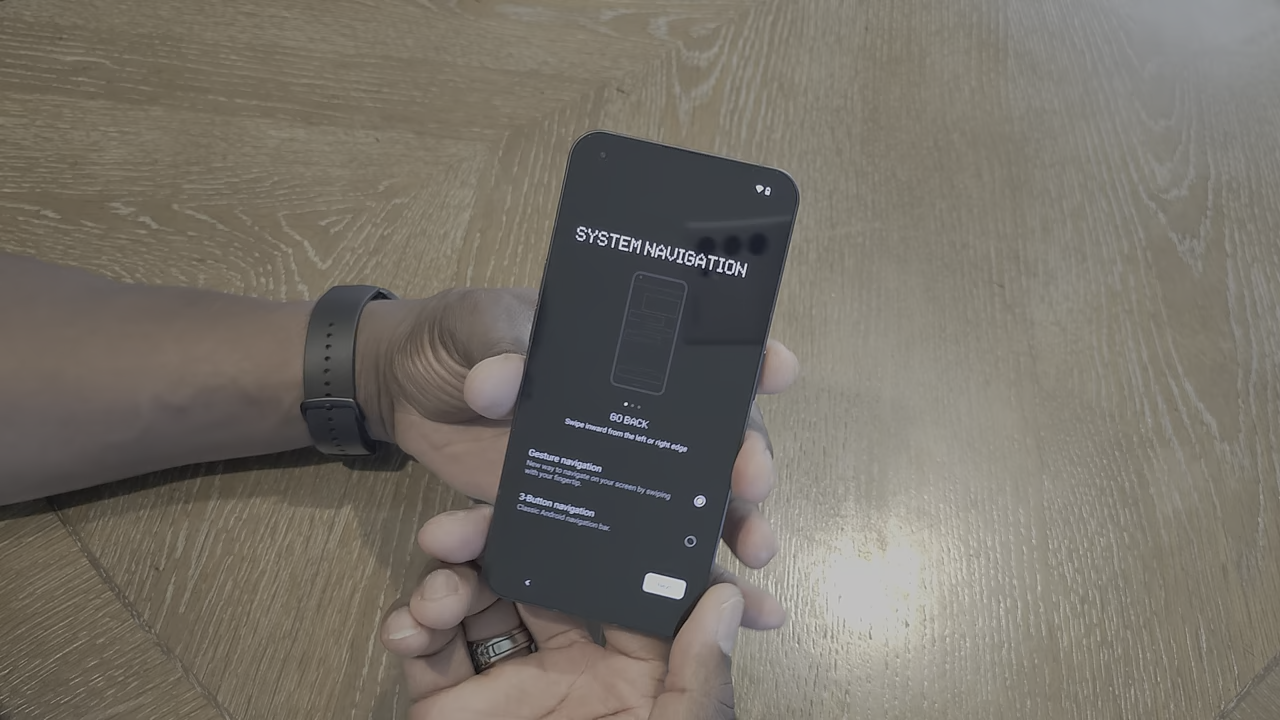 SYSTEM NAVIGATION
GO BACK
Swipe inward from the left or right edge
Gesture navigation
New way to navigate on your screen by swiping
with your fingertip.
3-Button navigation
Classic Android navigation bar.